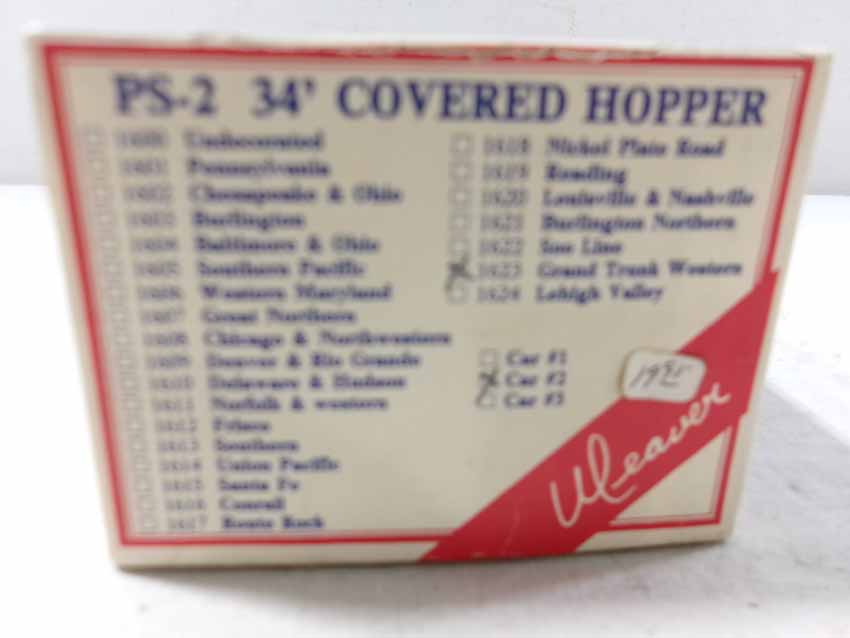 PS-2 34' COVERED HOPPER
1600 Undecorated
1601 Pennsylvania
1602 Chesapeake & Ohio
1603 Burlington
1604 Baltimore & Ohio
1605 Southern Pacific
1606 Western Maryland
1607 Great Northern
1608 Chicago & Northwestern
1609 Denver & Rio Grande
1610 Delaware & Hudson
1611 Norfolk & western
1612 Frisco
1613 Southern
1614 Union Pacific
1615 Santa Fe
1616 Conrail
1617 Route Rock
1618 Nickel Plate Road
1619 Reading
1620 Louisville & Nashville
1621 Burlington Northern
1622 Soo Line
1623 Grand Trunk Western
1624 Lehigh Valley
Car #1
Car #2
Car #3
1995
Weaver